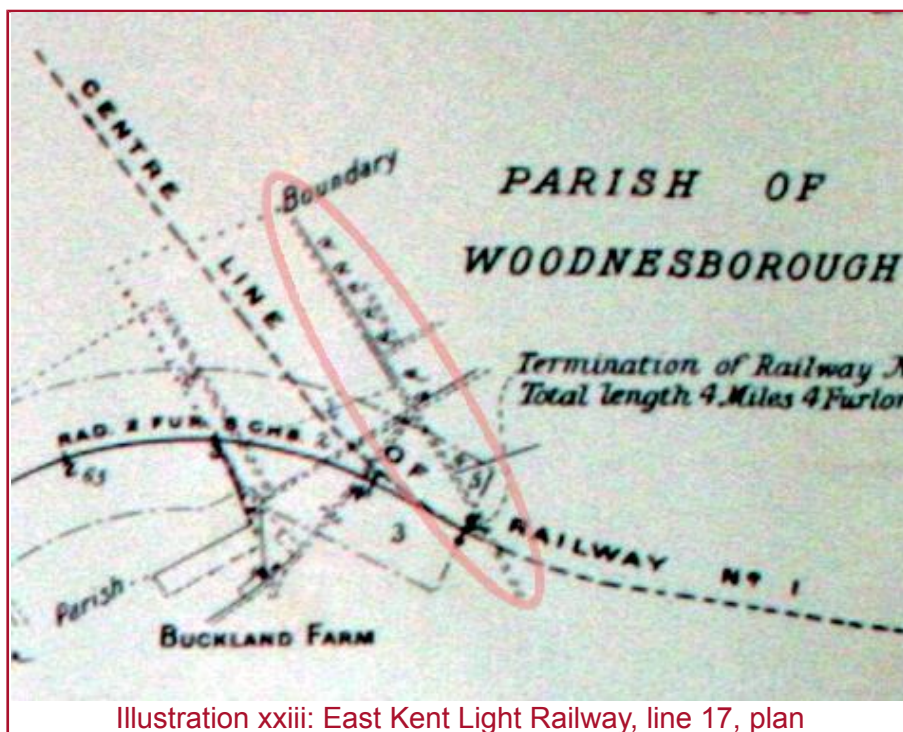 CENTRE LINE OF RAILWAY Nº 1
Boundary
PARISH OF
WOODNESBOROUGH
Termination of Railway
Total length 4 Miles 4
RAD. 2 FUR. CHS
3
5
Parish
BUCKLAND FARM
Illustration xxiii: East Kent Light Railway, line 17, plan